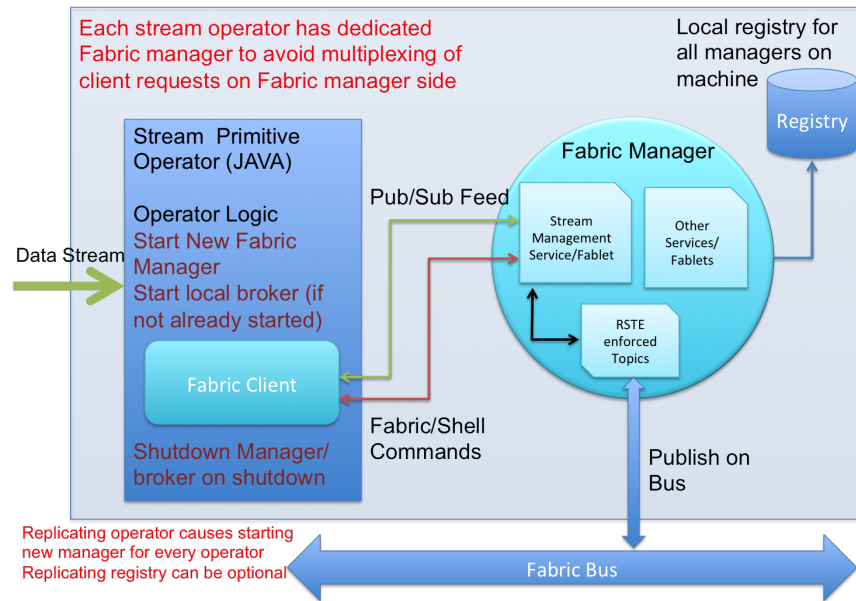 Each stream operator has dedicated
Fabric manager to avoid multiplexing of
client requests on Fabric manager side
Local registry for
all managers on
machine
Registry
Stream Primitive
Operator (JAVA)
Operator Logic
Start New Fabric
Manager
Start local broker (if
not already started)
Data Stream
Fabric Client
Shutdown Manager/
broker on shutdown
Pub/Sub Feed
Fabric/Shell
Commands
Fabric Manager
Stream
Management
Service/Fablet
Other
Services/
Fablets
RSTE
enforced
Topics
Publish on
Bus
Replicating operator causes starting
new manager for every operator
Replicating registry can be optional
Fabric Bus